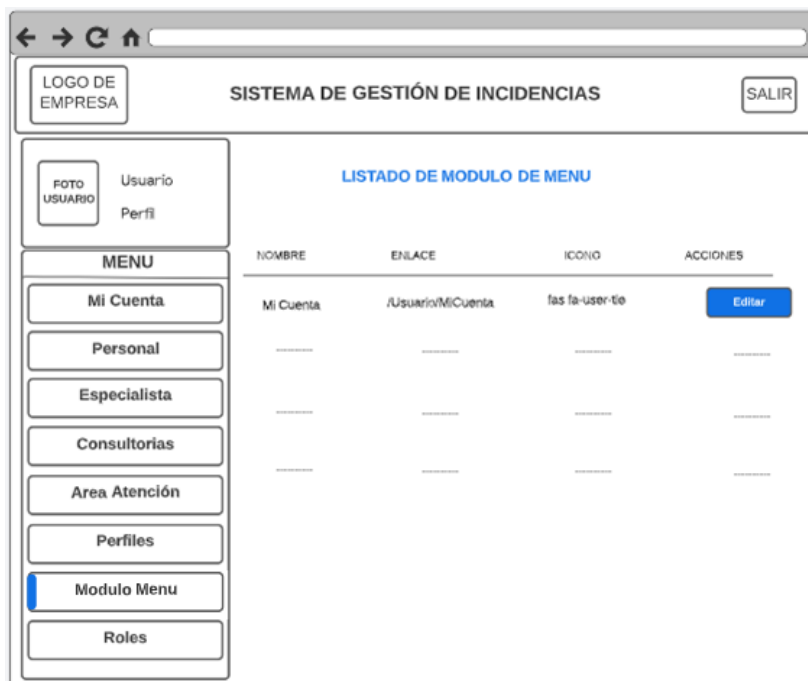 LOGO DE
EMPRESA
SISTEMA DE GESTIÓN DE INCIDENCIAS
SALIR
FOTO
USUARIO
Usuario
Perfil
MENU
Mi Cuenta
Personal
Especialista
Consultorias
Area Atención
Perfiles
Modulo Menu
Roles
LISTADO DE MODULO DE MENU
NOMBRE ENLACE ICONO ACCIONES
Mi Cuenta /Usuario/MiCuenta fas fa-user-tie Editar